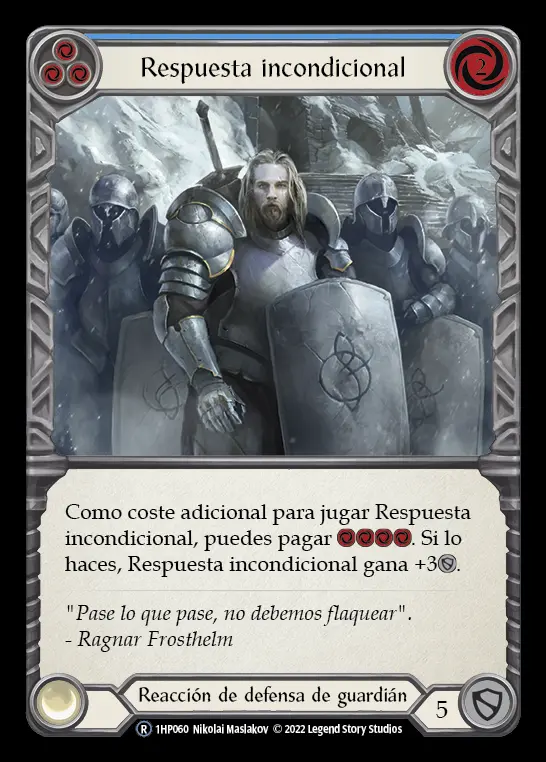 Respuesta incondicional
2
Como coste adicional para jugar Respuesta
incondicional, puedes pagar . Si lo
haces, Respuesta incondicional gana +3.
"Pase lo que pase, no debemos flaquear".
- Ragnar Frosthelm
Reacción de defensa de guardián
5
R 1HP060 Nikolai Maslakov © 2022 Legend Story Studios